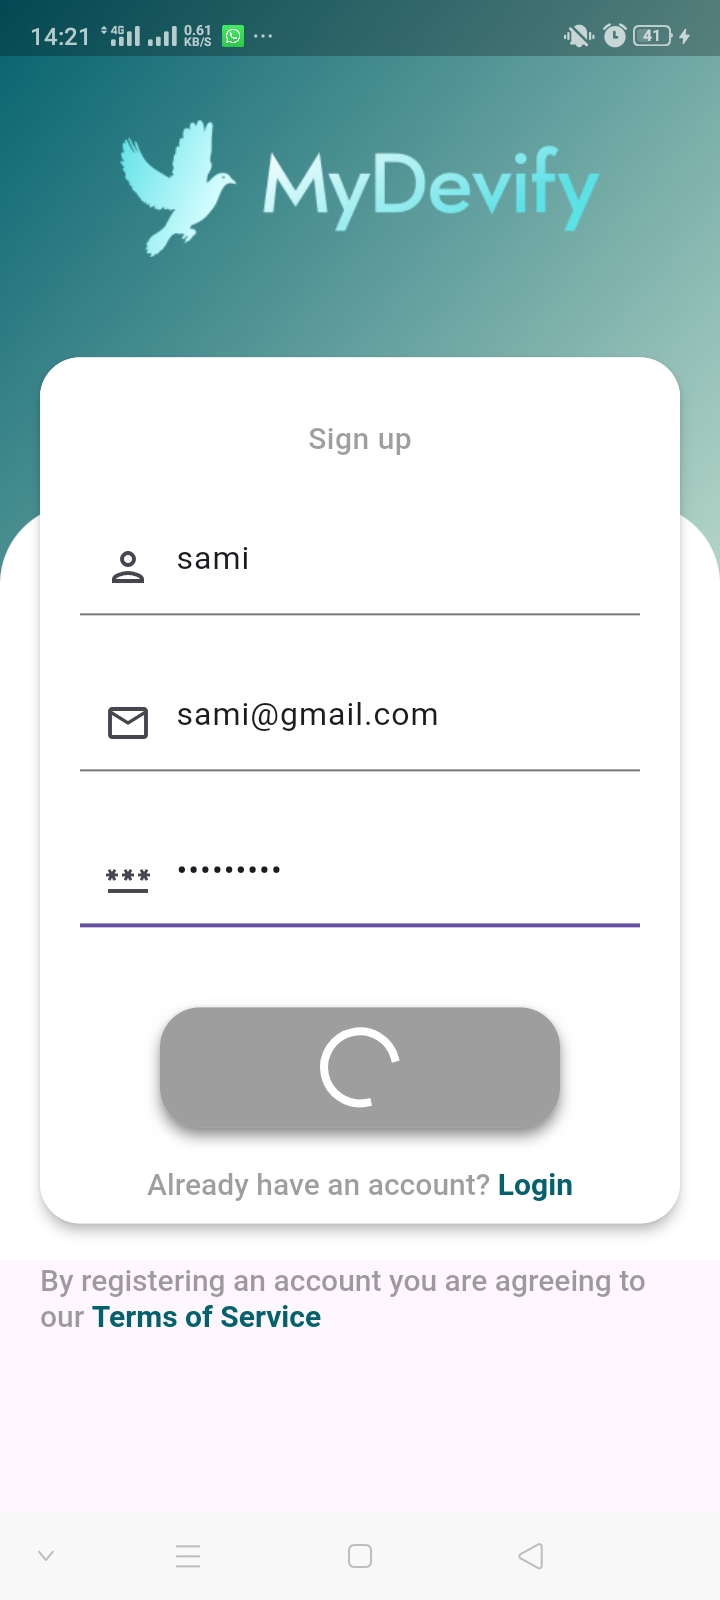 14:21 4G 0.61 KB/S ... 41
MyDevify
Sign up
sami
sami@gmail.com
•••••••••
Already have an account? Login
By registering an account you are agreeing to
our Terms of Service